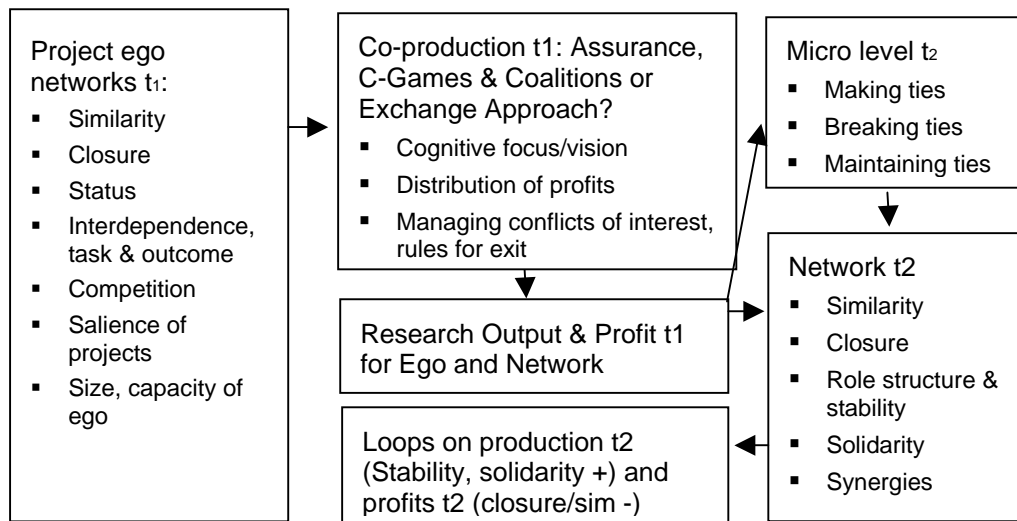 Project ego
networks t1:
▪ Similarity
▪ Closure
▪ Status
▪ Interdependence,
task & outcome
▪ Competition
▪ Salience of
projects
▪ Size, capacity of
ego
Co-production t1: Assurance,
C-Games & Coalitions or
Exchange Approach?
▪ Cognitive focus/vision
▪ Distribution of profits
▪ Managing conflicts of interest,
rules for exit
Research Output & Profit t1
for Ego and Network
Micro level t2
▪ Making ties
▪ Breaking ties
▪ Maintaining ties
Network t2
▪ Similarity
▪ Closure
▪ Role structure &
stability
▪ Solidarity
▪ Synergies
Loops on production t2
(Stability, solidarity +) and
profits t2 (closure/sim -)